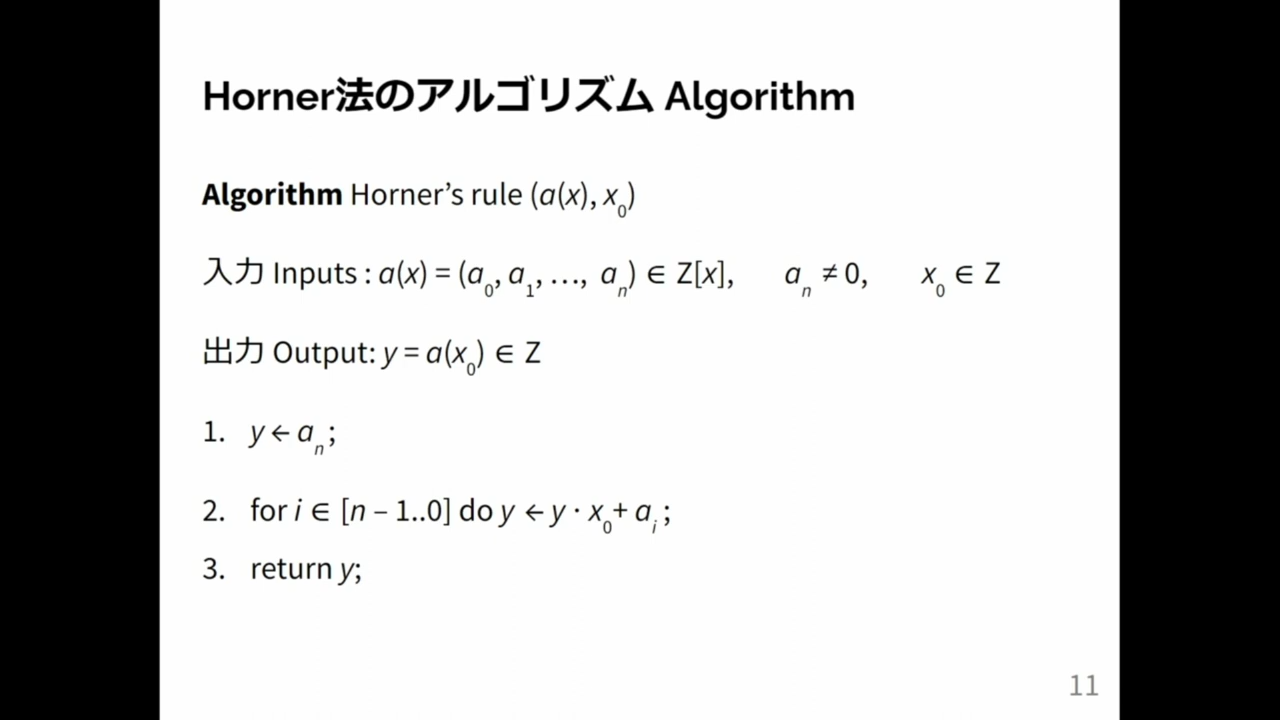 Horner法のアルゴリズム Algorithm
Algorithm Horner’s rule (a(x), x₀)
入力 Inputs : a(x) = (a₀, a₁, …, aₙ) ∈ Z[x], aₙ ≠ 0, x₀ ∈ Z
出力 Output: y = a(x₀) ∈ Z
1. y ← aₙ ;
2. for i ∈ [n – 1..0] do y ← y · x₀+ aᵢ ;
3. return y;
11